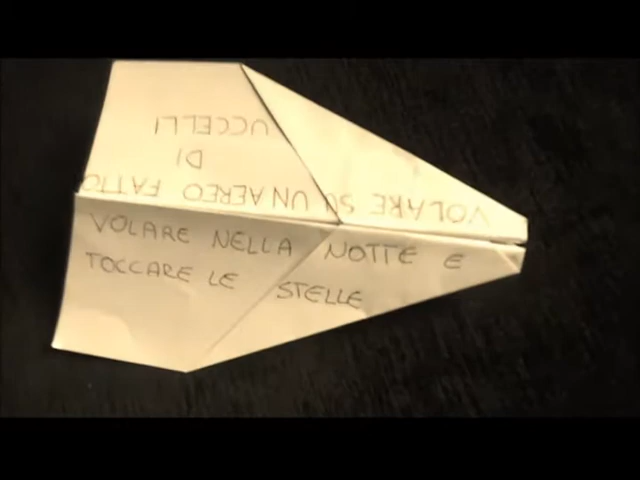 VOLARE SU UN AEREO FATTO
DI
UCCELLI
VOLARE NELLA NOTTE E
TOCCARE LE STELLE